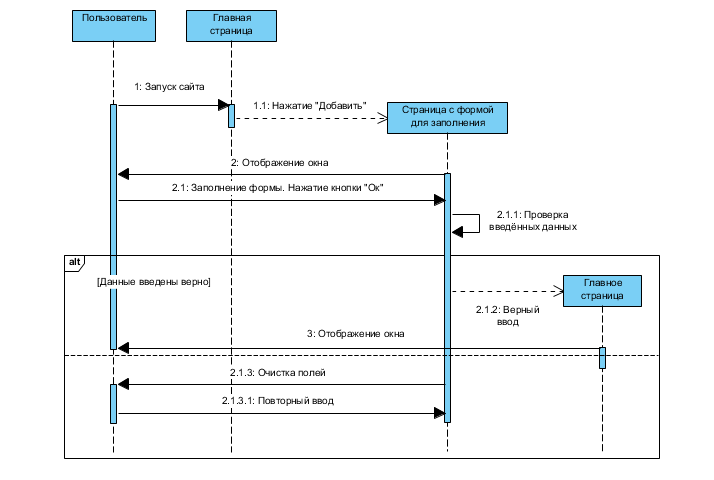 Пользователь
Главная
страница
1: Запуск сайта
1.1: Нажатие "Добавить"
Страница с формой
для заполнения
2: Отображение окна
2.1: Заполнение формы. Нажатие кнопки "Ок"
2.1.1: Проверка
введённых данных
alt
[Данные введены верно]
Главное
страница
2.1.2: Верный
ввод
3: Отображение окна
2.1.3: Очистка полей
2.1.3.1: Повторный ввод